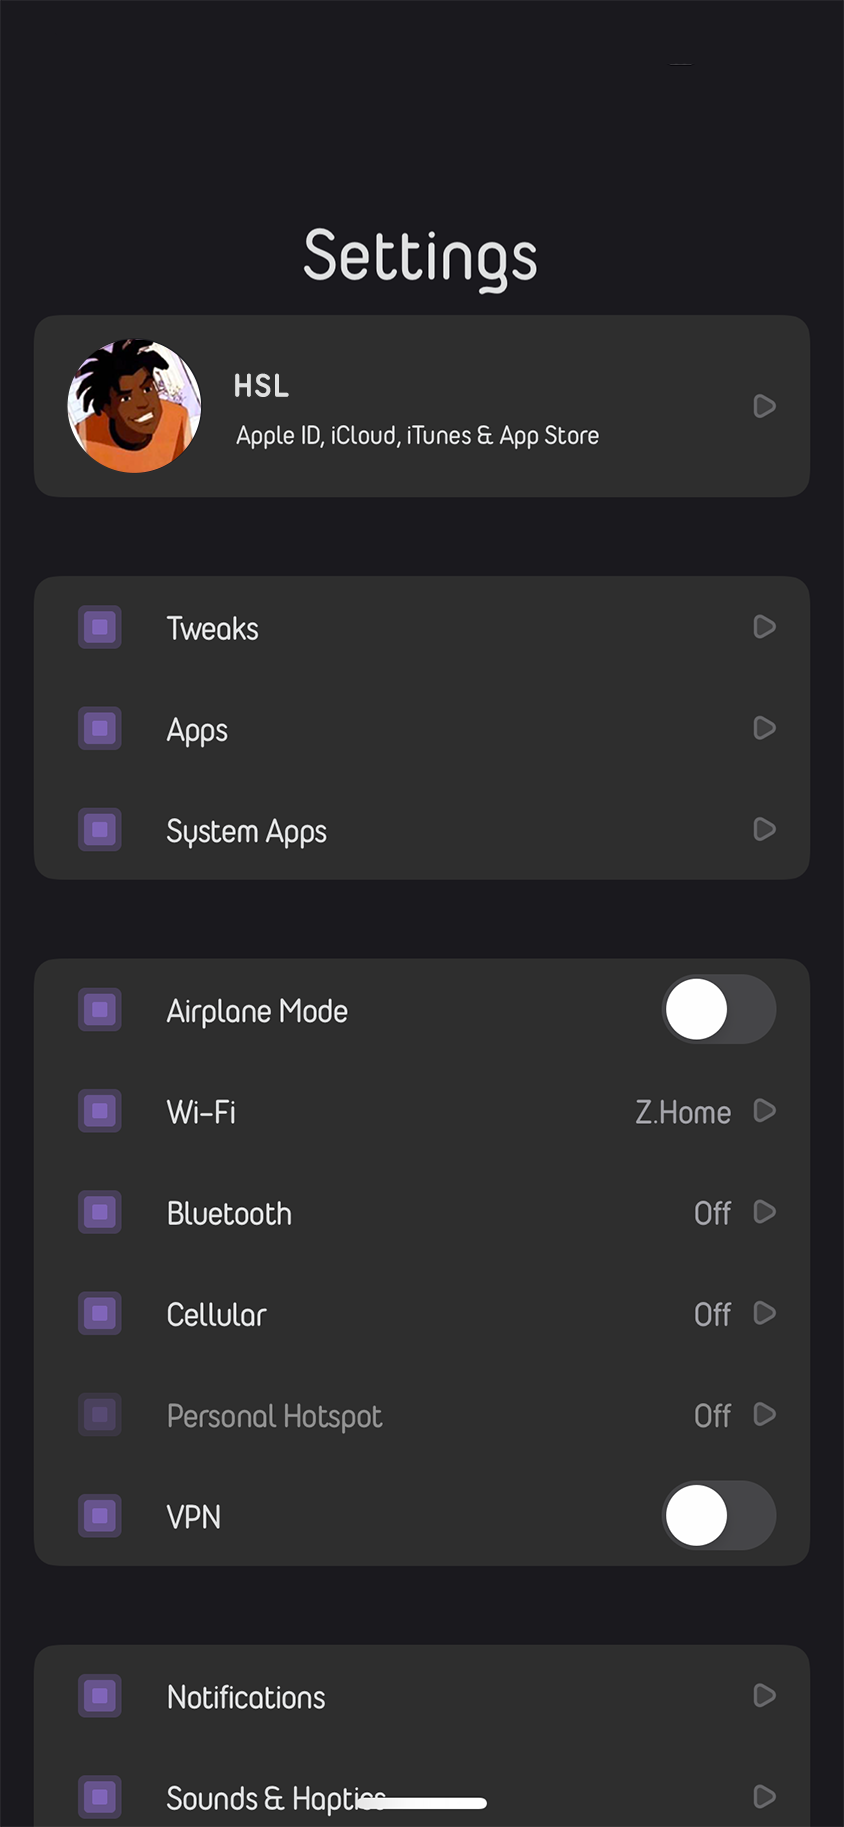 Settings
HSL
Apple ID, iCloud, iTunes & App Store
Tweaks
Apps
System Apps
Airplane Mode
Wi-Fi Z.Home
Bluetooth Off
Cellular Off
Personal Hotspot Off
VPN
Notifications
Sounds & Haptics